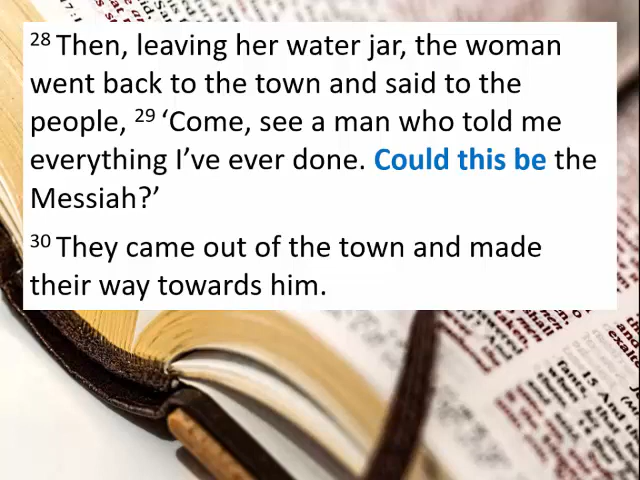 28 Then, leaving her water jar, the woman
went back to the town and said to the
people, 29 ‘Come, see a man who told me
everything I’ve ever done. Could this be the
Messiah?’
30 They came out of the town and made
their way towards him.